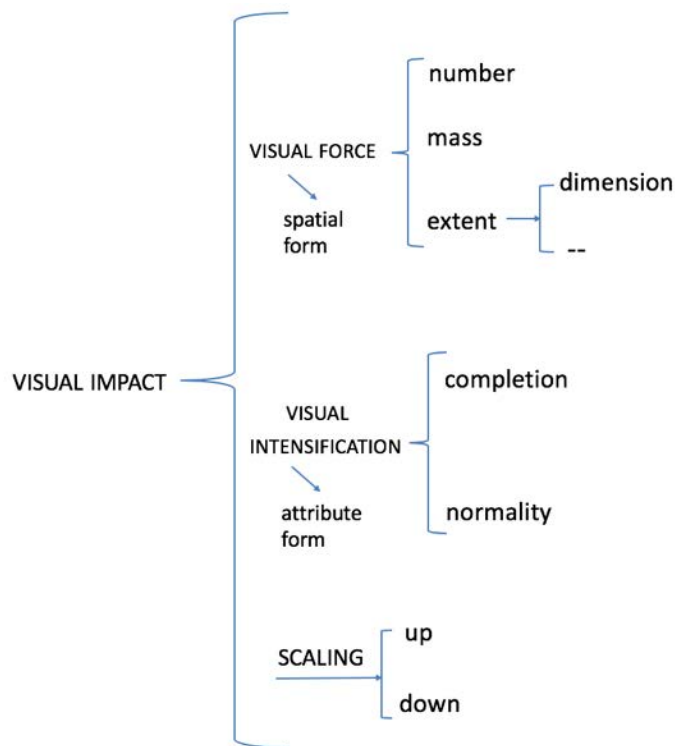 number
mass
VISUAL FORCE
dimension
spatial
form
extent
--
VISUAL IMPACT
completion
VISUAL
INTENSIFICATION
attribute
form
normality
up
SCALING
down